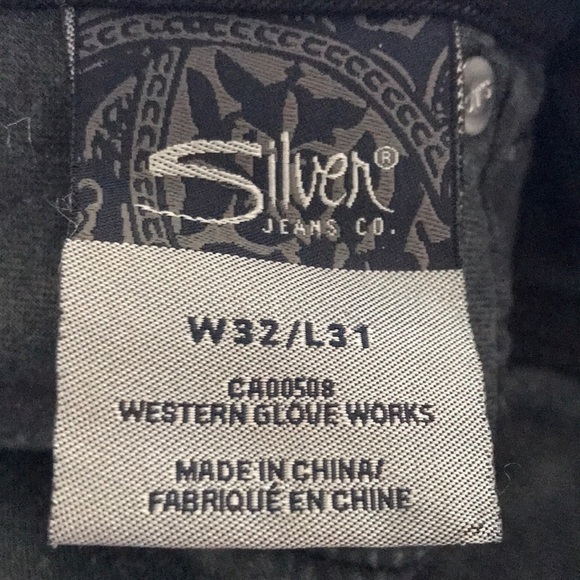 Silver®
JEANS CO.
W32/L31
CA00508
WESTERN GLOVE WORKS
MADE IN CHINA/
FABRIQUÉ EN CHINE